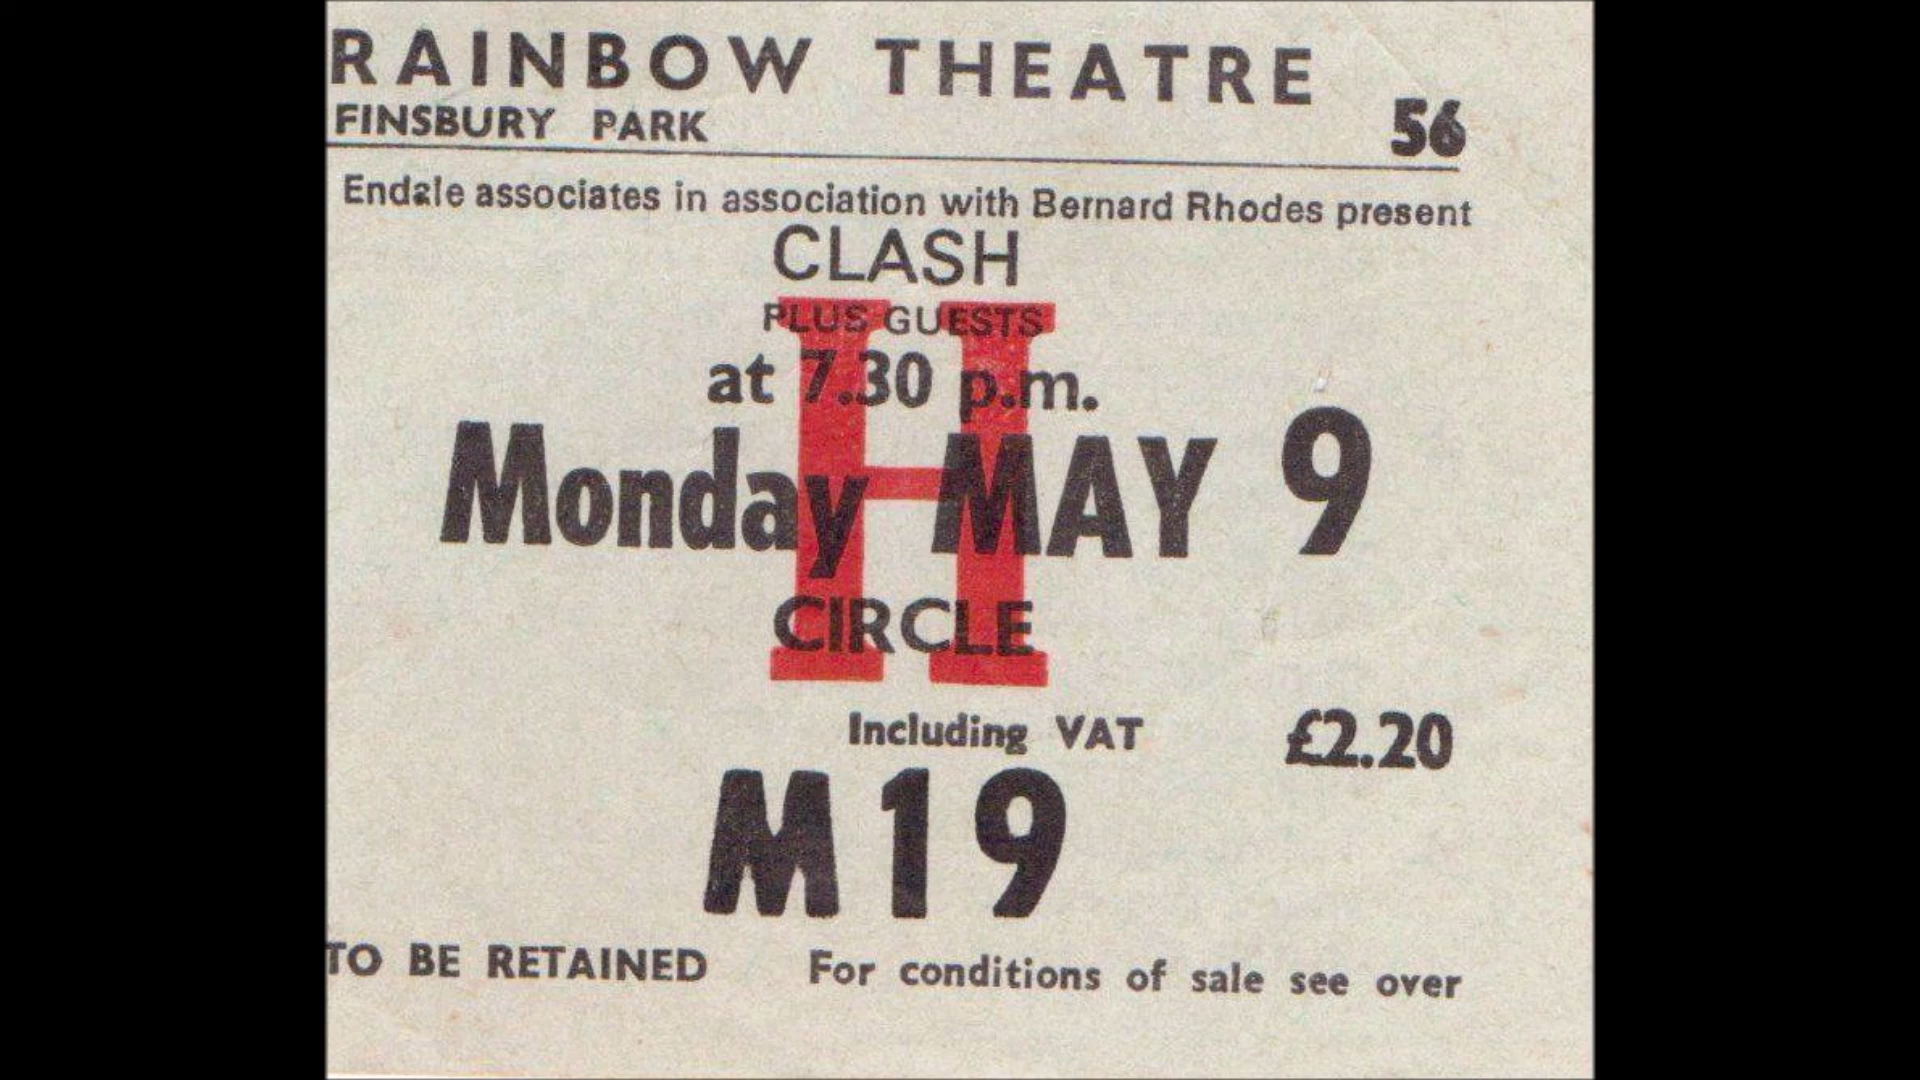 RAINBOW THEATRE
FINSBURY PARK 56
Endale associates in association with Bernard Rhodes present
CLASH
PLUS GUESTS
at 7.30 p.m.
Monday MAY 9
H
CIRCLE
Including VAT £2.20
M19
TO BE RETAINED For conditions of sale see over